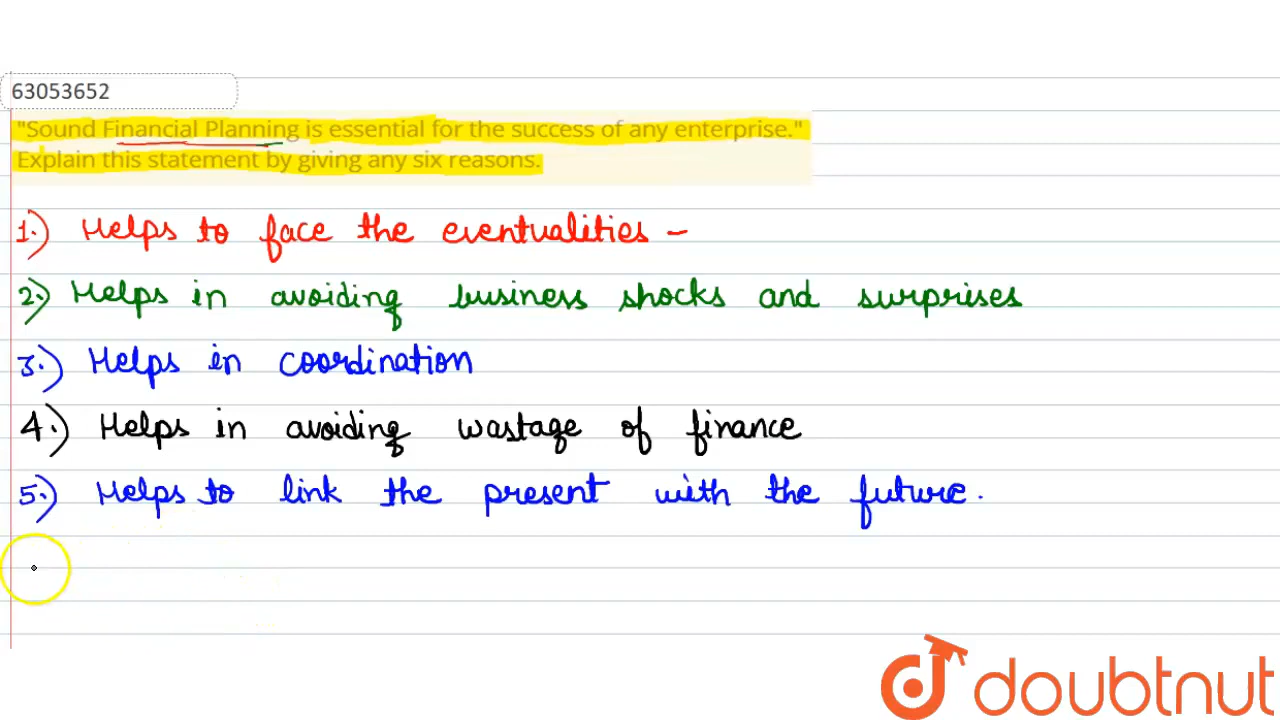 63053652
"Sound Financial Planning is essential for the success of any enterprise."
Explain this statement by giving any six reasons.
1.) Helps to face the eventualities -
2.) Helps in avoiding business shocks and surprises
3.) Helps in coordination
4.) Helps in avoiding wastage of finance
5.) Helps to link the present with the future.
doubtnut